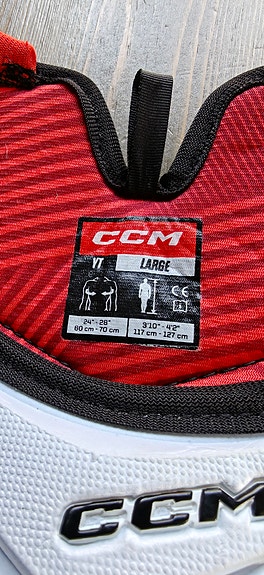 CCM
YT LARGE
24" - 28" 3'10" - 4'2"
60 cm - 70 cm 117 cm - 127 cm
CCM